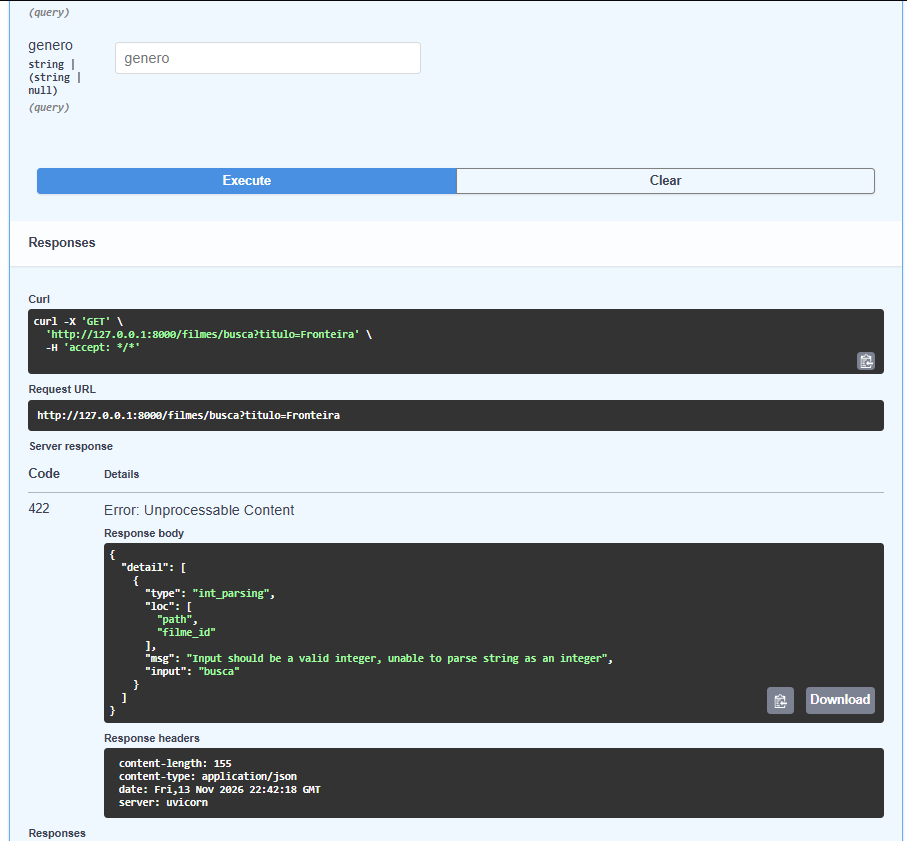 (query)
genero
string |
(string |
null)
(query)
genero
Execute
Clear
Responses
Curl
curl -X 'GET' \
  'http://127.0.0.1:8000/filmes/busca?titulo=Fronteira' \
  -H 'accept: */*'
Request URL
http://127.0.0.1:8000/filmes/busca?titulo=Fronteira
Server response
Code Details
422 Error: Unprocessable Content
Response body
{
  "detail": [
    {
      "type": "int_parsing",
      "loc": [
        "path",
        "filme_id"
      ],
      "msg": "Input should be a valid integer, unable to parse string as an integer",
      "input": "busca"
    }
  ]
}
Download
Response headers
content-length: 155
content-type: application/json
date: Fri,13 Nov 2026 22:42:18 GMT
server: uvicorn
Responses